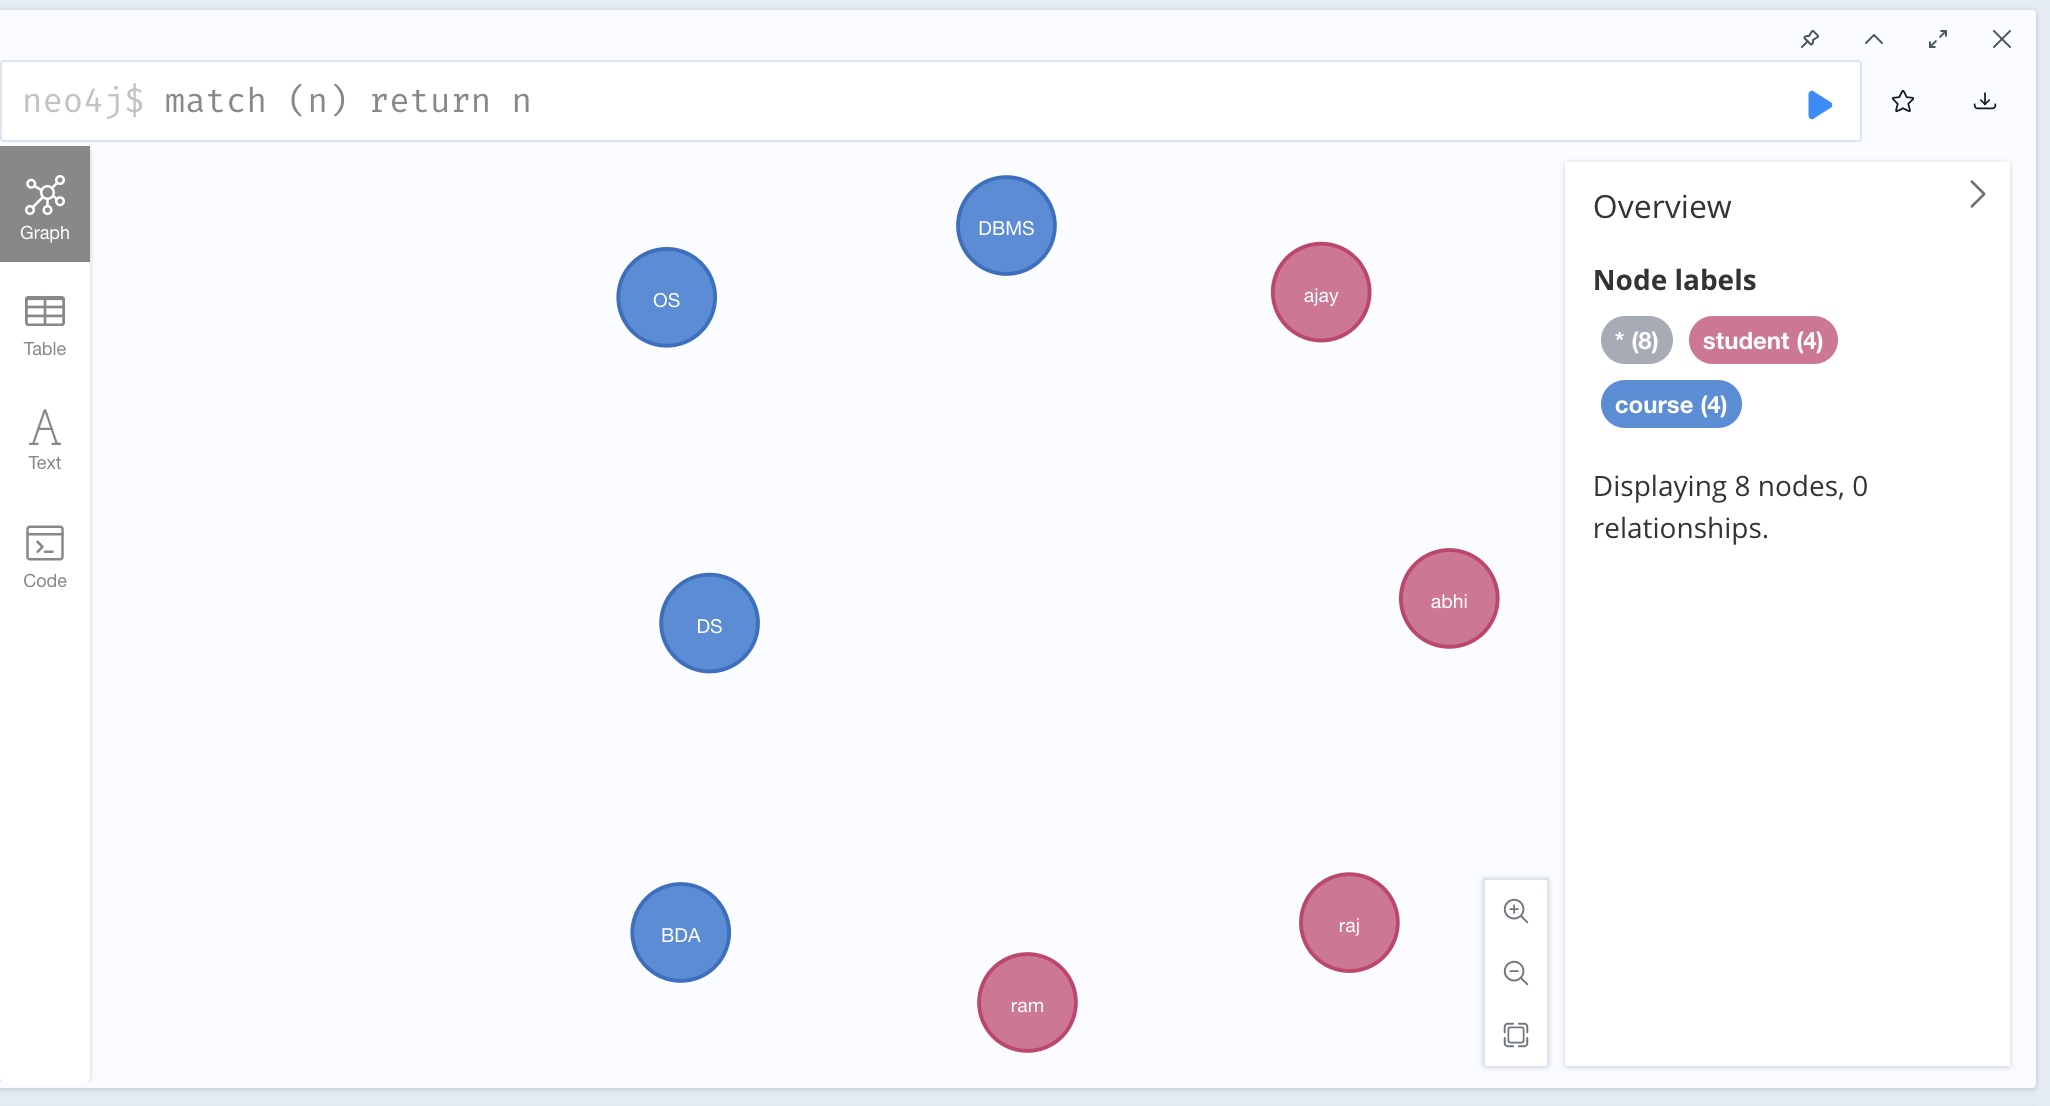 neo4j$ match (n) return n
Graph
Table
Text
Code
DBMS
OS
ajay
abhi
DS
BDA
raj
ram
Overview
Node labels
* (8) student (4)
course (4)
Displaying 8 nodes, 0
relationships.